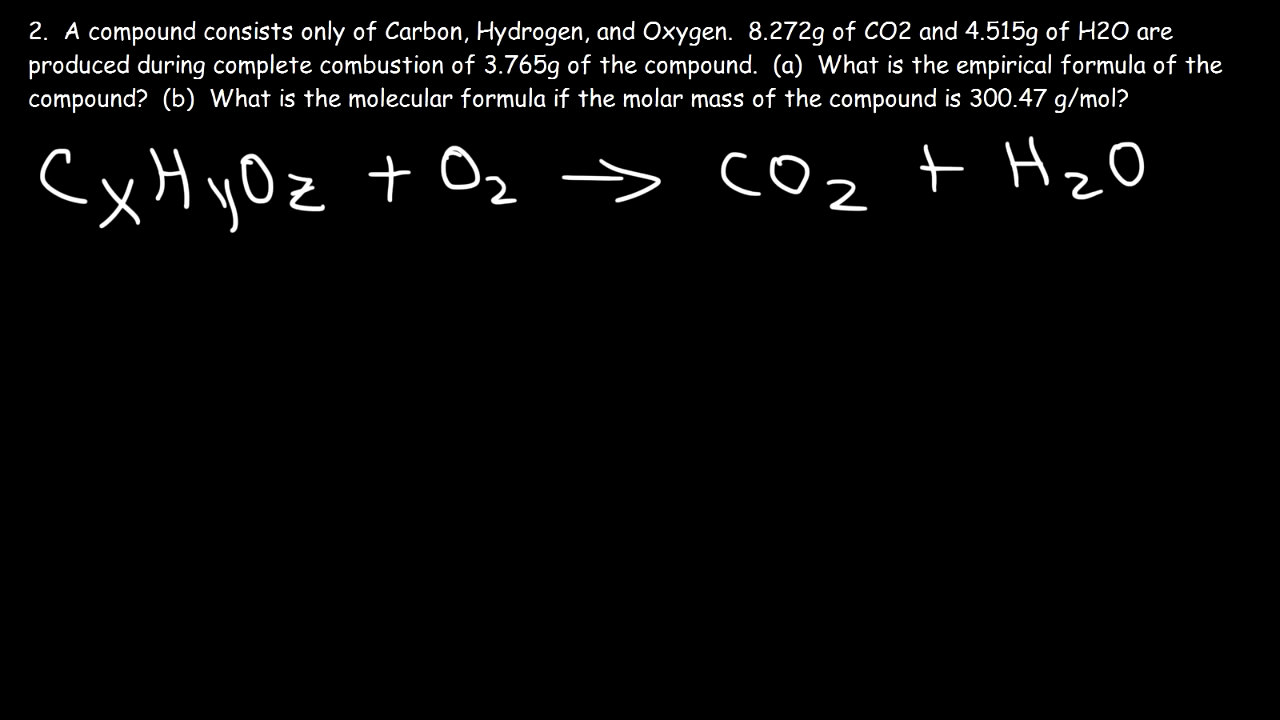 2. A compound consists only of Carbon, Hydrogen, and Oxygen. 8.272g of CO2 and 4.515g of H2O are
produced during complete combustion of 3.765g of the compound. (a) What is the empirical formula of the
compound? (b) What is the molecular formula if the molar mass of the compound is 300.47 g/mol?
CxHyOz + O2 → CO2 + H2O